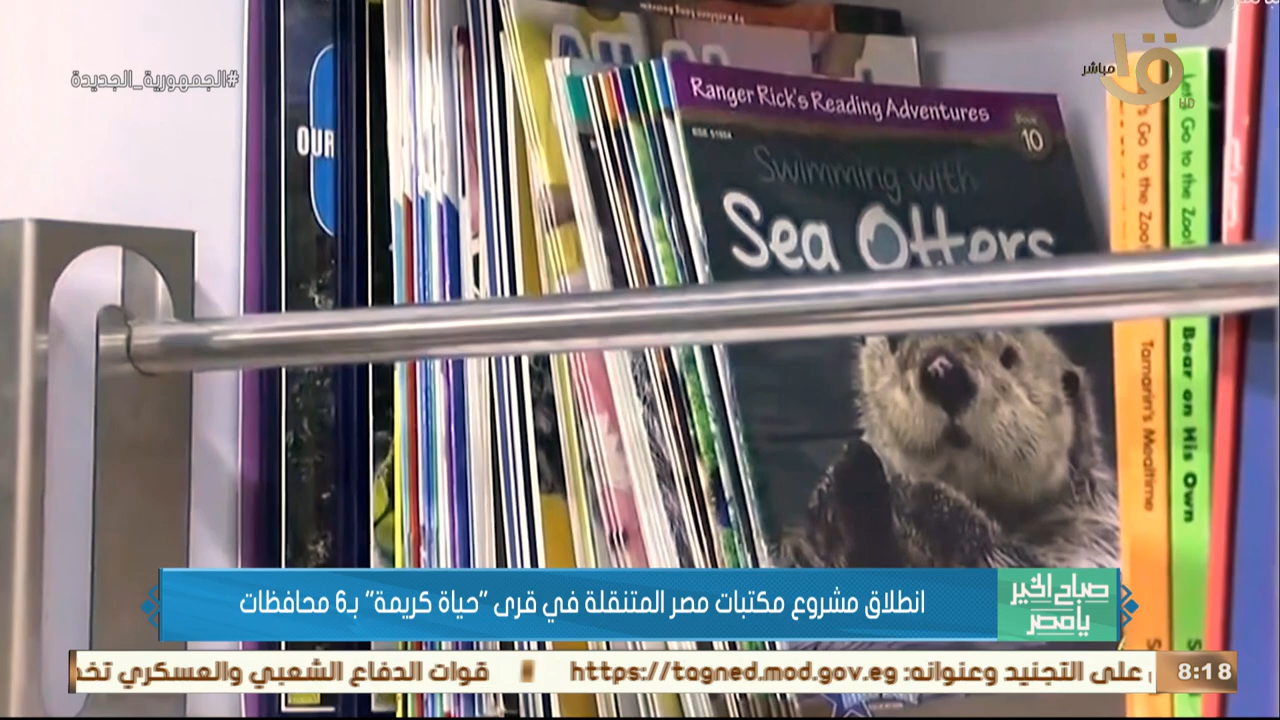 #الجمهورية_الجديدة
مباشر
OUR
Ranger Rick's Reading Adventures
Book
10
Swimming with
Sea Otters
Let's Go to the Zoo!
Bear on His Own
's Go to the Zoo!
Tamarin's Mealtime
صباح الخير
يا مصر
انطلاق مشروع مكتبات مصر المتنقلة في قرى "حياة كريمة" بـ6 محافظات
على التجنيد وعنوانه: https://tagned.mod.gov.eg
قوات الدفاع الشعبي والعسكري تخد
8:18